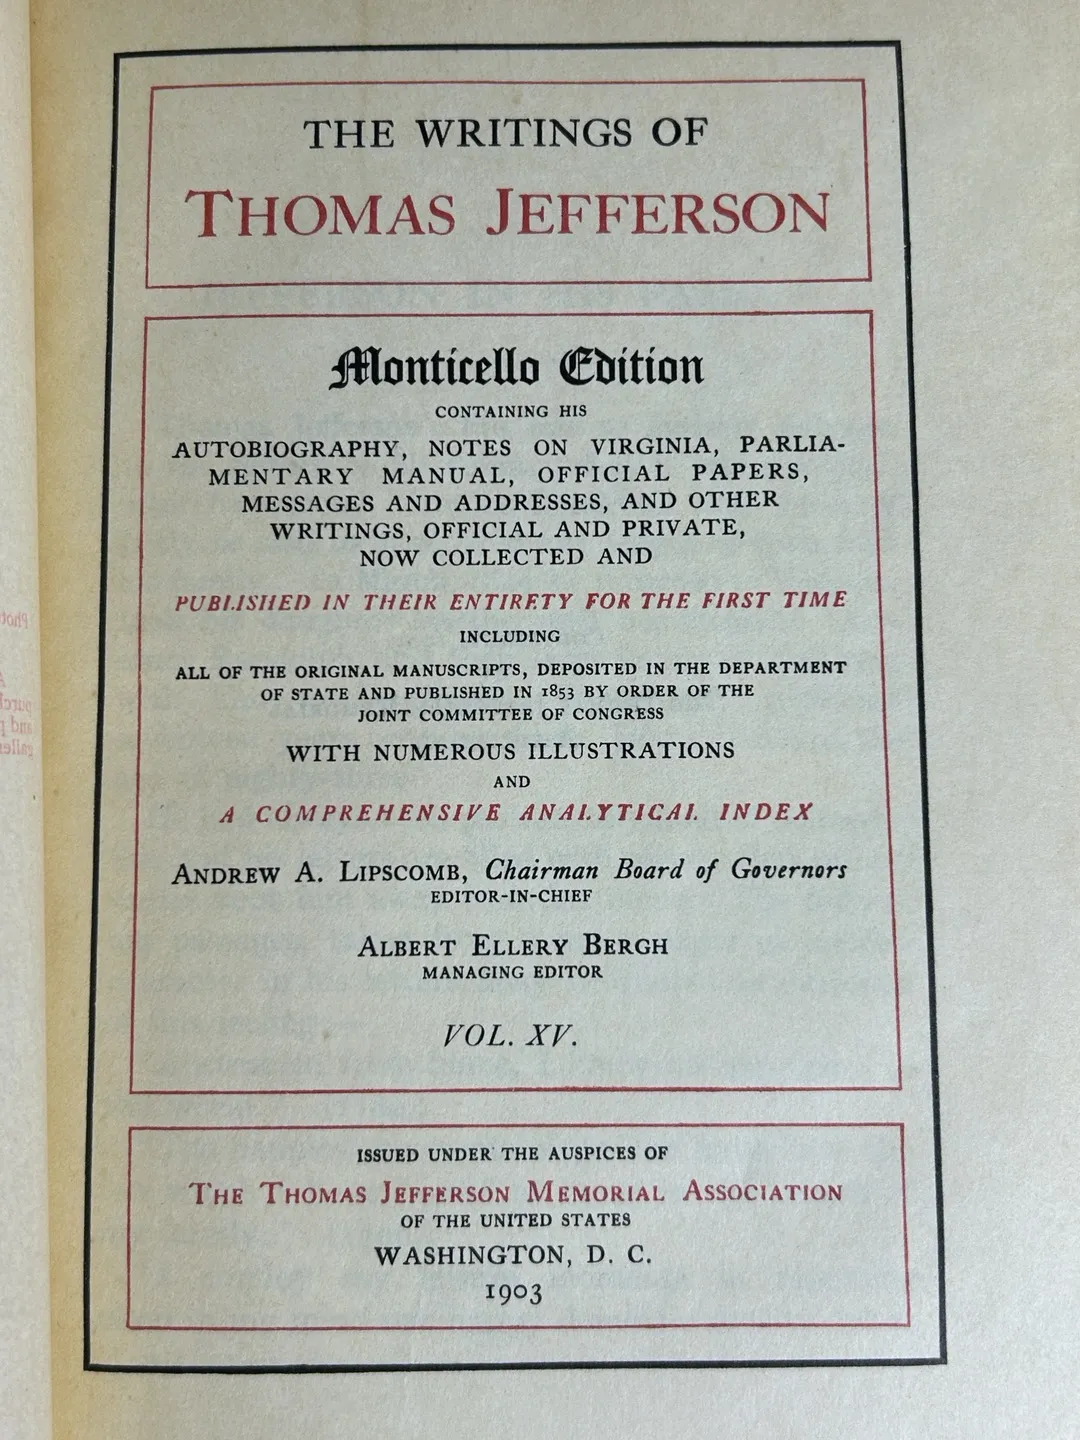 THE WRITINGS OF
THOMAS JEFFERSON
Monticello Edition
CONTAINING HIS
AUTOBIOGRAPHY, NOTES ON VIRGINIA, PARLIA-
MENTARY MANUAL, OFFICIAL PAPERS,
MESSAGES AND ADDRESSES, AND OTHER
WRITINGS, OFFICIAL AND PRIVATE,
NOW COLLECTED AND
PUBLISHED IN THEIR ENTIRETY FOR THE FIRST TIME
INCLUDING
ALL OF THE ORIGINAL MANUSCRIPTS, DEPOSITED IN THE DEPARTMENT
OF STATE AND PUBLISHED IN 1853 BY ORDER OF THE
JOINT COMMITTEE OF CONGRESS
WITH NUMEROUS ILLUSTRATIONS
AND
A COMPREHENSIVE ANALYTICAL INDEX
ANDREW A. LIPSCOMB, Chairman Board of Governors
EDITOR-IN-CHIEF
ALBERT ELLERY BERGH
MANAGING EDITOR
VOL. XV.
ISSUED UNDER THE AUSPICES OF
THE THOMAS JEFFERSON MEMORIAL ASSOCIATION
OF THE UNITED STATES
WASHINGTON, D. C.
1903